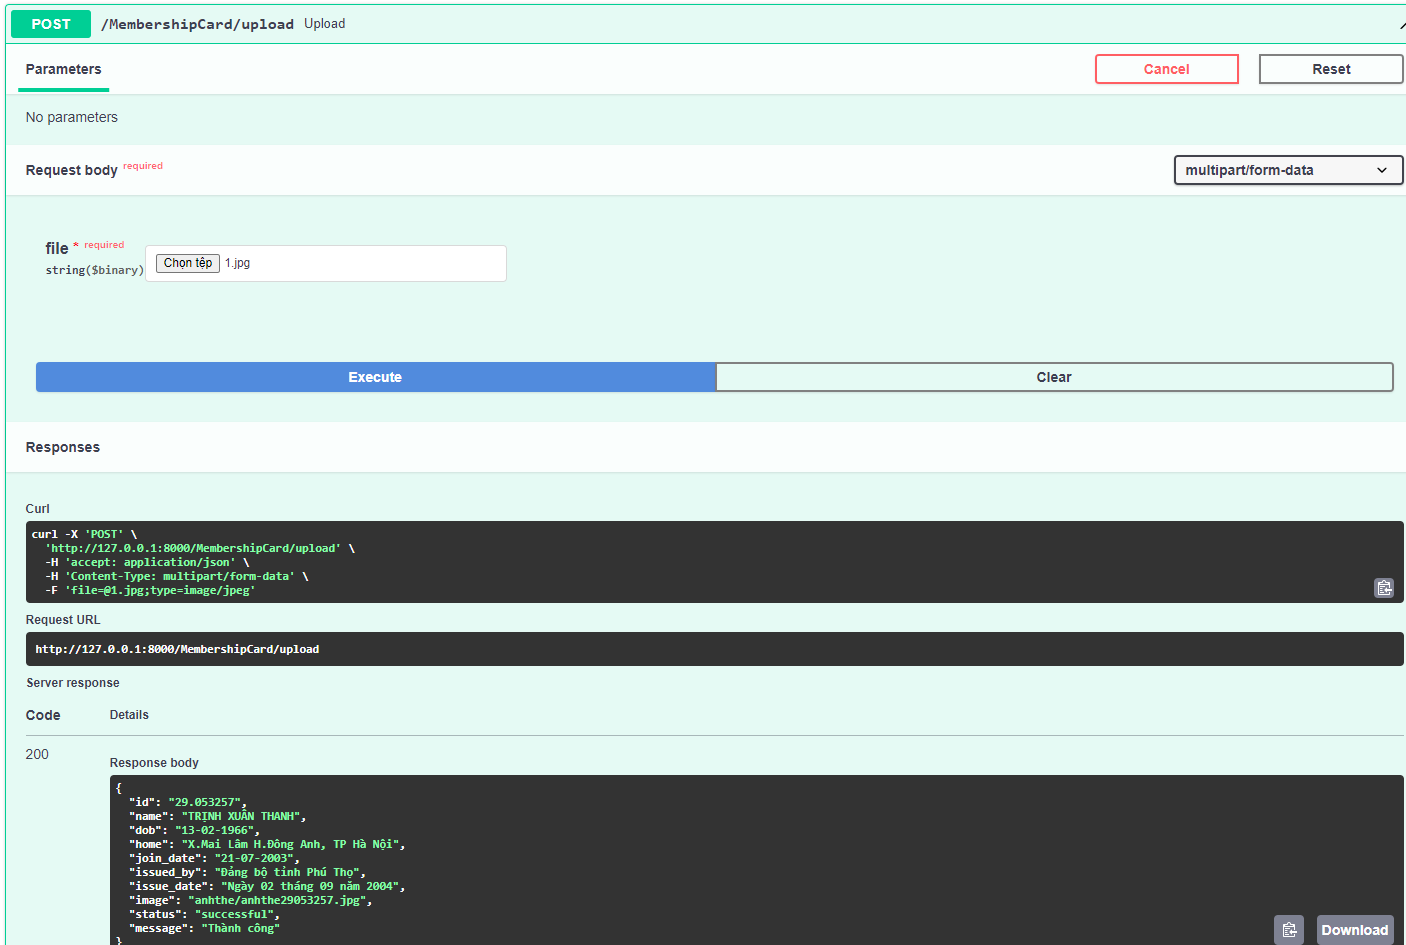 POST /MembershipCard/upload Upload
Parameters
Cancel
Reset
No parameters
Request body required
multipart/form-data
file * required
string($binary)
Chọn tệp 1.jpg
Execute
Clear
Responses
Curl
curl -X 'POST' \
'http://127.0.0.1:8000/MembershipCard/upload' \
-H 'accept: application/json' \
-H 'Content-Type: multipart/form-data' \
-F 'file=@1.jpg;type=image/jpeg'
Request URL
http://127.0.0.1:8000/MembershipCard/upload
Server response
Code Details
200
Response body
{
"id": "29.053257",
"name": "TRỊNH XUÂN THANH",
"dob": "13-02-1966",
"home": "X.Mai Lâm H.Đông Anh, TP Hà Nội",
"join_date": "21-07-2003",
"issued_by": "Đảng bộ tỉnh Phú Thọ",
"issue_date": "Ngày 02 tháng 09 năm 2004",
"image": "anhthe/anhthe29053257.jpg",
"status": "successful",
"message": "Thành công"
}
Download